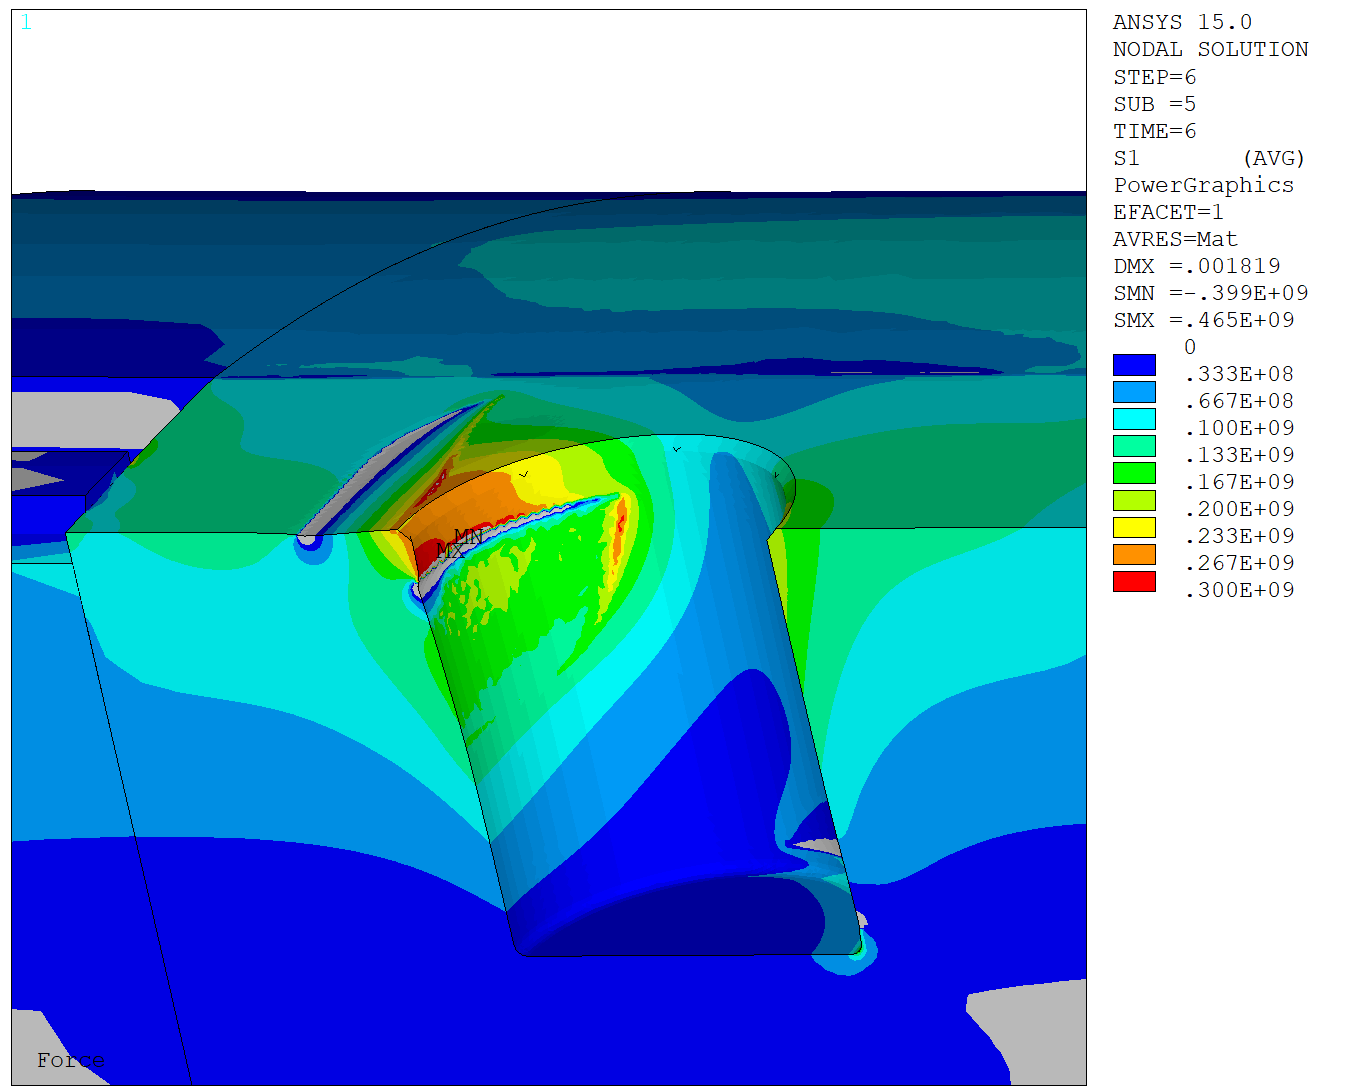 1
ANSYS 15.0
NODAL SOLUTION
STEP=6
SUB =5
TIME=6
S1 (AVG)
PowerGraphics
EFACET=1
AVRES=Mat
DMX =.001819
SMN =-.399E+09
SMX =.465E+09
0
.333E+08
.667E+08
.100E+09
.133E+09
.167E+09
.200E+09
.233E+09
.267E+09
.300E+09
MN
MX
Force